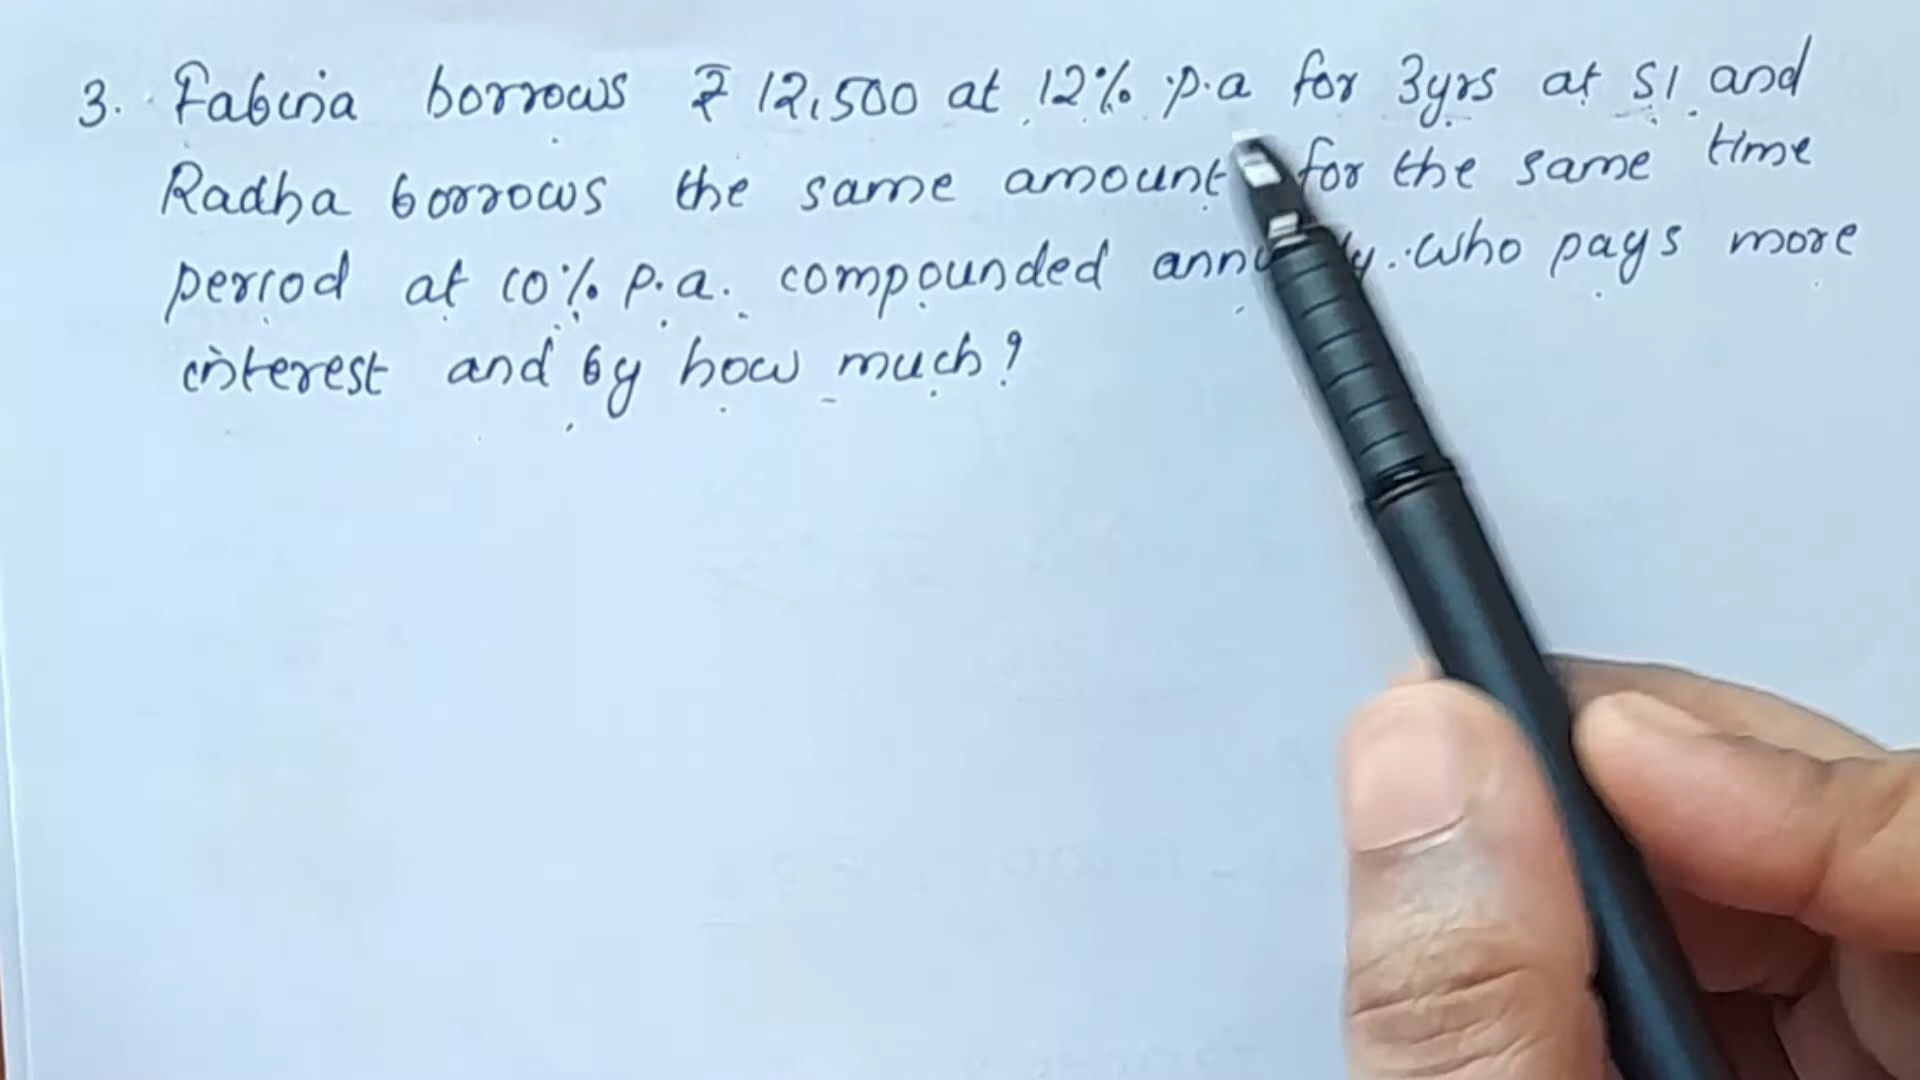 3. Fabina borrows ₹ 12,500 at 12% p.a for 3yrs at SI and
Radha borrows the same amount for the same time
period at 10% p.a. compounded who pays more
interest and by how much?